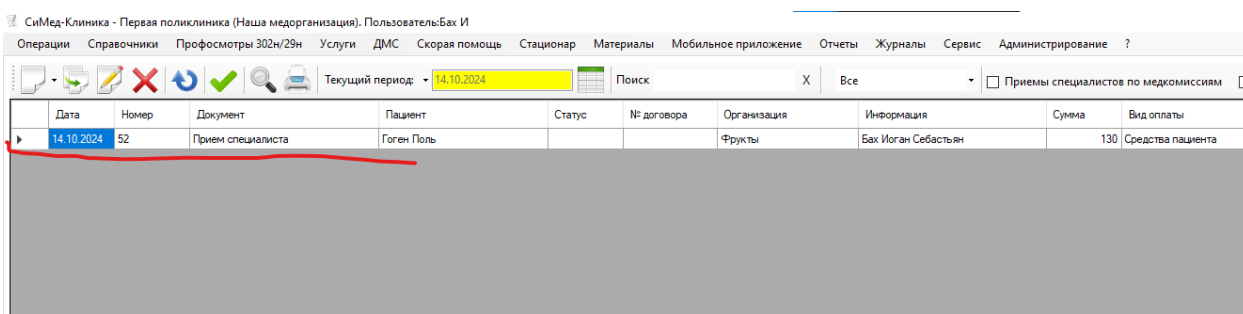 СиМед-Клиника - Первая поликлиника (Наша медорганизация). Пользователь:Бах И
Операции Справочники Профосмотры 302н/29н Услуги ДМС Скорая помощь Стационар Материалы Мобильное приложение Отчеты Журналы Сервис Администрирование ?
Текущий период: 14.10.2024 Поиск X Все Приемы специалистов по медкомиссиям
Дата Номер Документ Пациент Статус № договора Организация Информация Сумма Вид оплаты
14.10.2024 52 Прием специалиста Гоген Поль Фрукты Бах Иоган Себастьян 130 Средства пациента